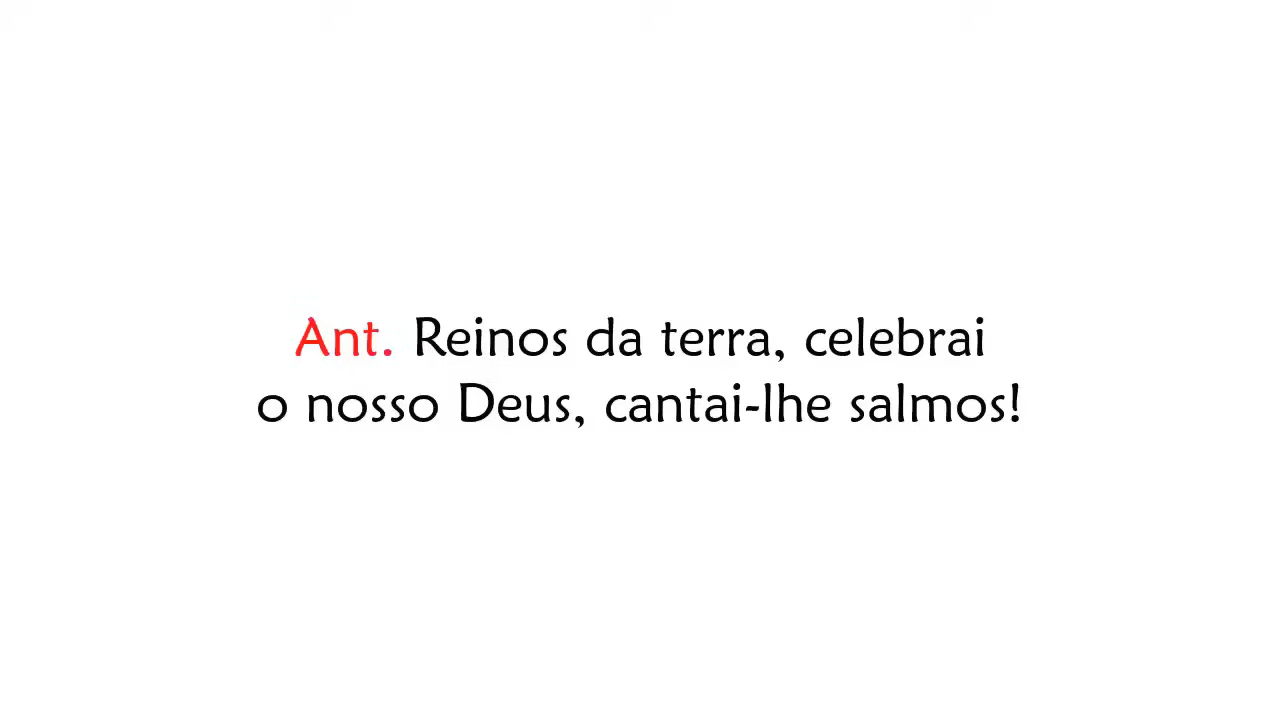 Ant. Reinos da terra, celebrai
o nosso Deus, cantai-lhe salmos!